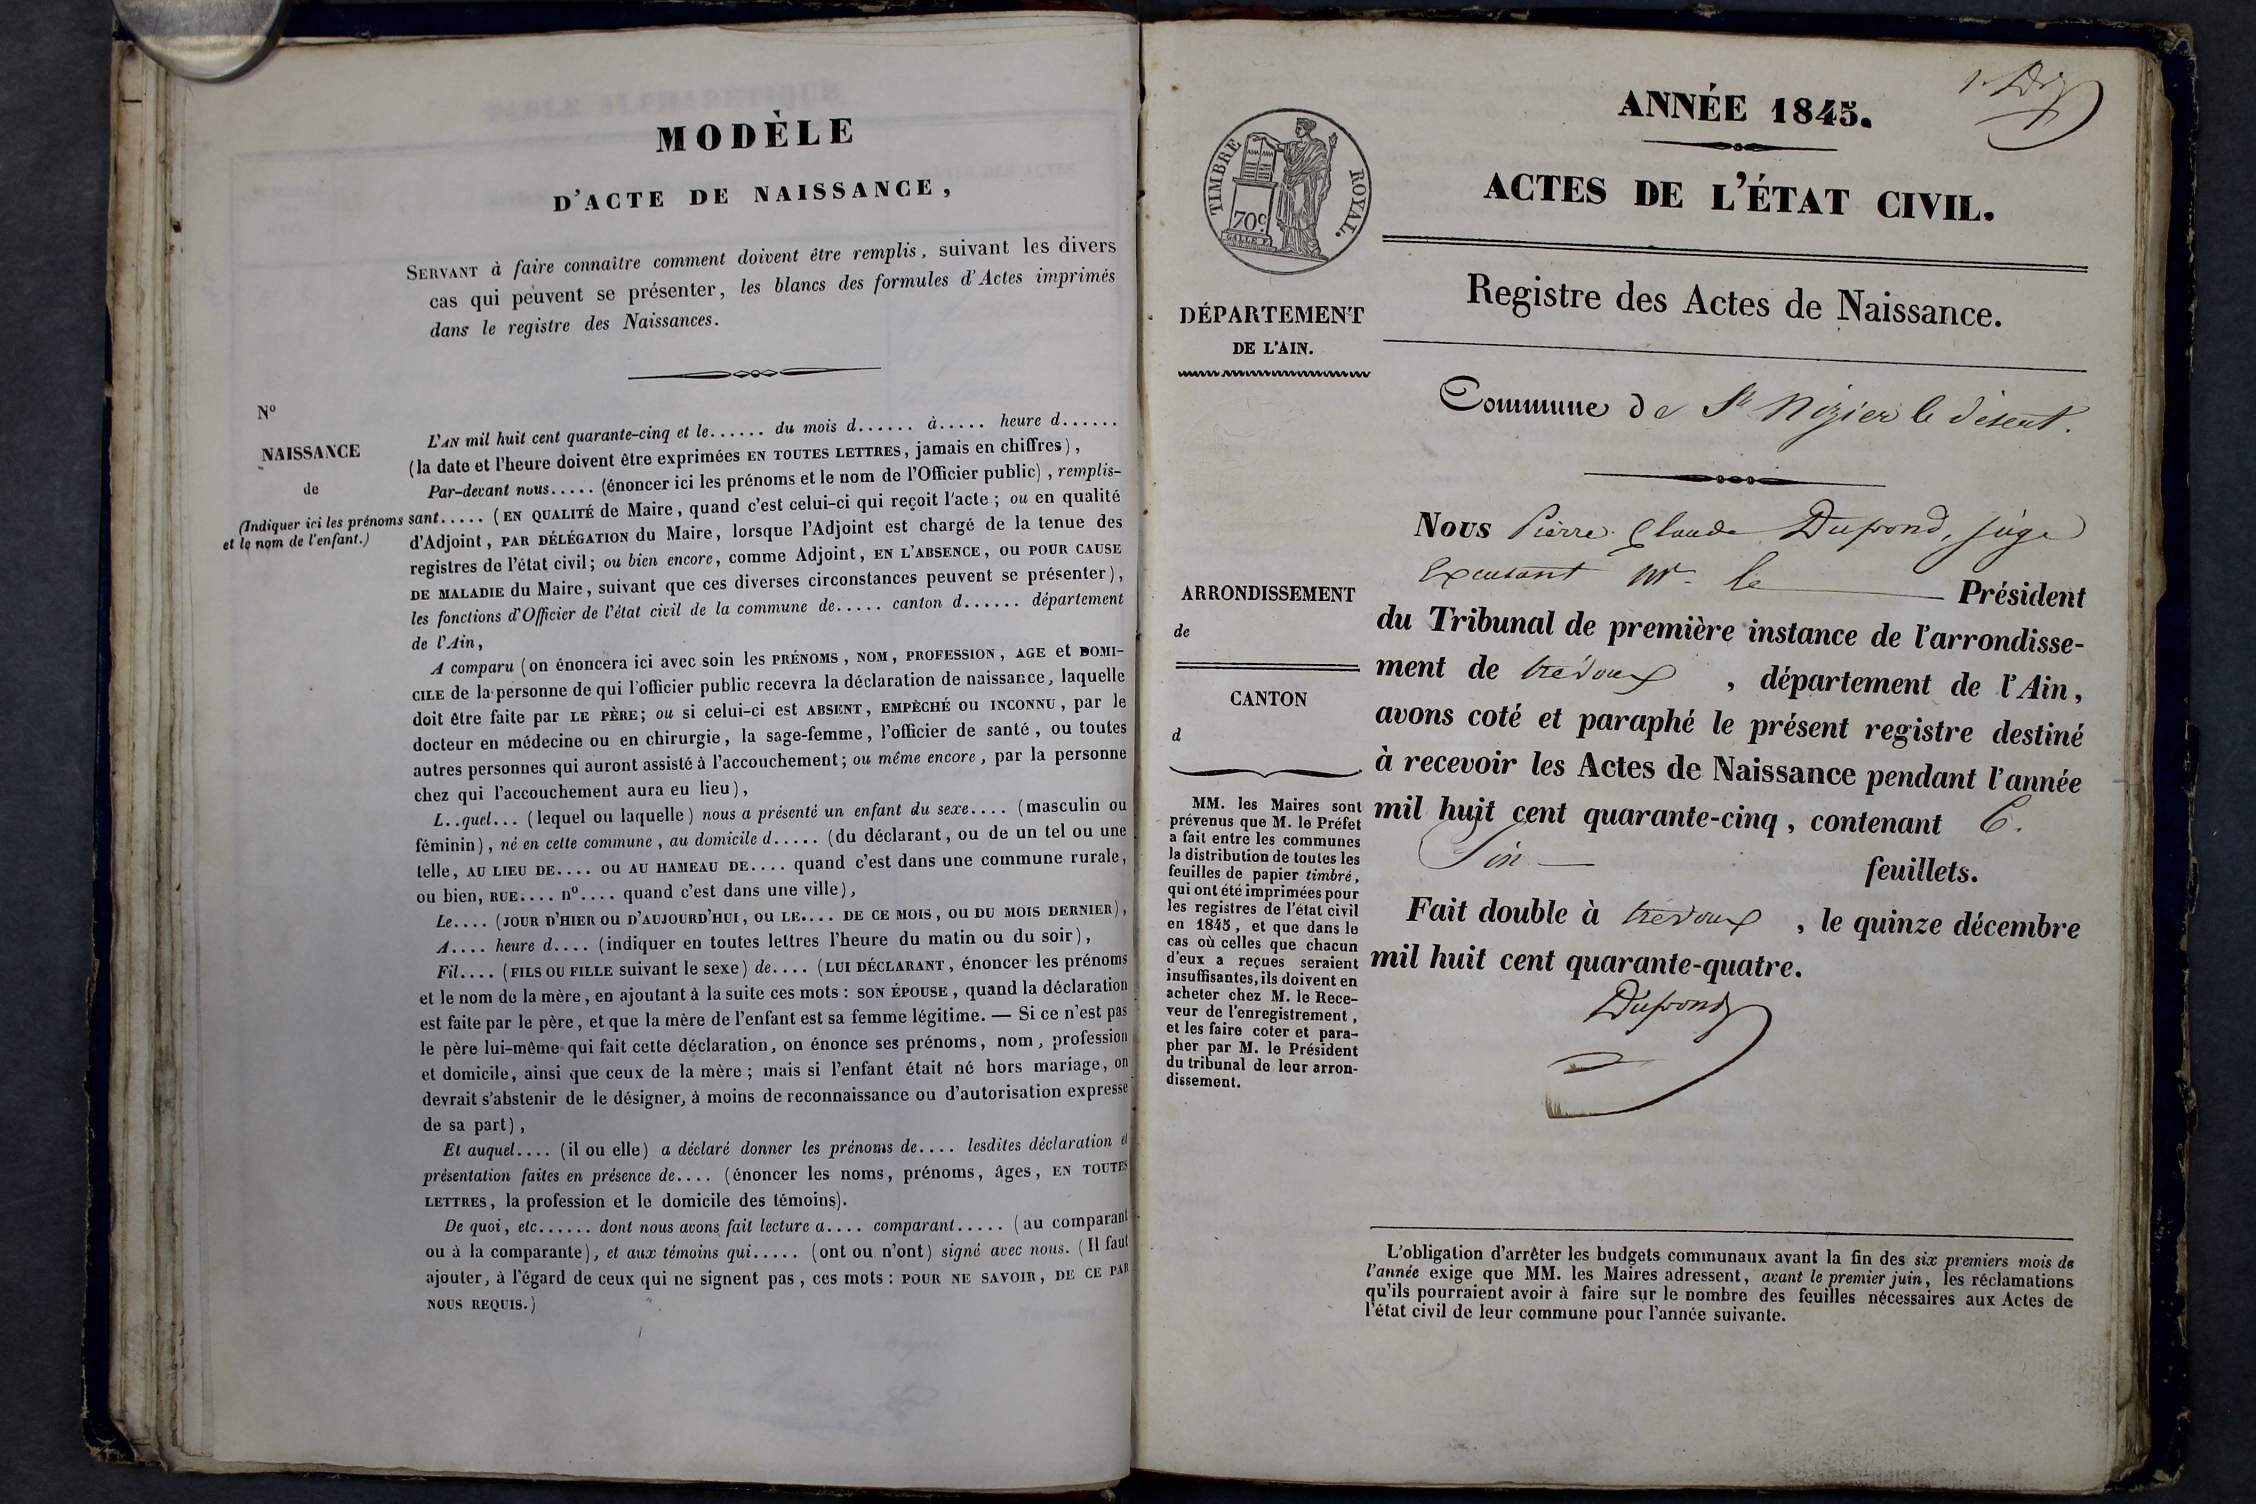 MODÈLE
D'ACTE DE NAISSANCE,
SERVANT à faire connaître comment doivent être remplis, suivant les divers
cas qui peuvent se présenter, les blancs des formules d'Actes imprimés
dans le registre des Naissances.
N°
NAISSANCE
de
(Indiquer ici les prénoms
et le nom de l'enfant.)
L'AN mil huit cent quarante-cinq et le...... du mois d...... à..... heure d......
(la date et l'heure doivent être exprimées EN TOUTES LETTRES, jamais en chiffres),
Par-devant nous..... (énoncer ici les prénoms et le nom de l'Officier public), remplis-
sant..... (EN QUALITÉ de Maire, quand c'est celui-ci qui reçoit l'acte; ou en qualité
d'Adjoint, PAR DÉLÉGATION du Maire, lorsque l'Adjoint est chargé de la tenue des
registres de l'état civil; ou bien encore, comme Adjoint, EN L'ABSENCE, OU POUR CAUSE
DE MALADIE du Maire, suivant que ces diverses circonstances peuvent se présenter),
les fonctions d'Officier de l'état civil de la commune de..... canton d...... département
de l'Ain,
A comparu (on énoncera ici avec soin les PRÉNOMS, NOM, PROFESSION, AGE et DOMI-
CILE de la personne de qui l'officier public recevra la déclaration de naissance, laquelle
doit être faite par LE PÈRE; ou si celui-ci est ABSENT, EMPÊCHÉ OU INCONNU, par le
docteur en médecine ou en chirurgie, la sage-femme, l'officier de santé, ou toutes
autres personnes qui auront assisté à l'accouchement; ou même encore, par la personne
chez qui l'accouchement aura eu lieu),
L..quel... (lequel ou laquelle) nous a présenté un enfant du sexe.... (masculin ou
féminin), né en cette commune, au domicile d..... (du déclarant, ou de un tel ou une
telle, AU LIEU DE.... OU AU HAMEAU DE.... quand c'est dans une commune rurale,
ou bien, RUE.... n°.... quand c'est dans une ville),
Le.... (JOUR D'HIER OU D'AUJOURD'HUI, OU LE.... DE CE MOIS, OU DU MOIS DERNIER),
A.... heure d.... (indiquer en toutes lettres l'heure du matin ou du soir),
Fil.... (FILS OU FILLE suivant le sexe) de.... (LUI DÉCLARANT, énoncer les prénoms
et le nom de la mère, en ajoutant à la suite ces mots: SON ÉPOUSE, quand la déclaration
est faite par le père, et que la mère de l'enfant est sa femme légitime. — Si ce n'est pas
le père lui-même qui fait cette déclaration, on énonce ses prénoms, nom, profession
et domicile, ainsi que ceux de la mère; mais si l'enfant était né hors mariage, on
devrait s'abstenir de le désigner, à moins de reconnaissance ou d'autorisation expresse
de sa part),
Et auquel.... (il ou elle) a déclaré donner les prénoms de.... lesdites déclaration et
présentation faites en présence de.... (énoncer les noms, prénoms, âges, EN TOUTES
LETTRES, la profession et le domicile des témoins).
De quoi, etc...... dont nous avons fait lecture a.... comparant..... (au comparant
ou à la comparante), et aux témoins qui..... (ont ou n'ont) signé avec nous. (Il faut
ajouter, à l'égard de ceux qui ne signent pas, ces mots: POUR NE SAVOIR, DE CE PAR
NOUS REQUIS.)
ANNÉE 1845.
ACTES DE L'ÉTAT CIVIL.
TIMBRE ROYAL.
70c
Registre des Actes de Naissance.
DÉPARTEMENT
DE L'AIN.
Commune de St Nizier le désert.
Nous Pierre Claude Dufrond, juge
Excusant Mr le Président
du Tribunal de première instance de l'arrondisse-
ment de trévoux, département de l'Ain,
avons coté et paraphé le présent registre destiné
à recevoir les Actes de Naissance pendant l'année
mil huit cent quarante-cinq, contenant 6.
Six feuillets.
Fait double à trévoux, le quinze décembre
mil huit cent quarante-quatre.
Dufrond
ARRONDISSEMENT
de
CANTON
d
MM. les Maires sont
prévenus que M. le Préfet
a fait entre les communes
la distribution de toutes les
feuilles de papier timbré,
qui ont été imprimées pour
les registres de l'état civil
en 1845, et que dans le
cas où celles que chacun
d'eux a reçues seraient
insuffisantes, ils doivent en
acheter chez M. le Rece-
veur de l'enregistrement,
et les faire coter et para-
pher par M. le Président
du tribunal de leur arron-
dissement.
L'obligation d'arrêter les budgets communaux avant la fin des six premiers mois de
l'année exige que MM. les Maires adressent, avant le premier juin, les réclamations
qu'ils pourraient avoir à faire sur le nombre des feuilles nécessaires aux Actes de
l'état civil de leur commune pour l'année suivante.